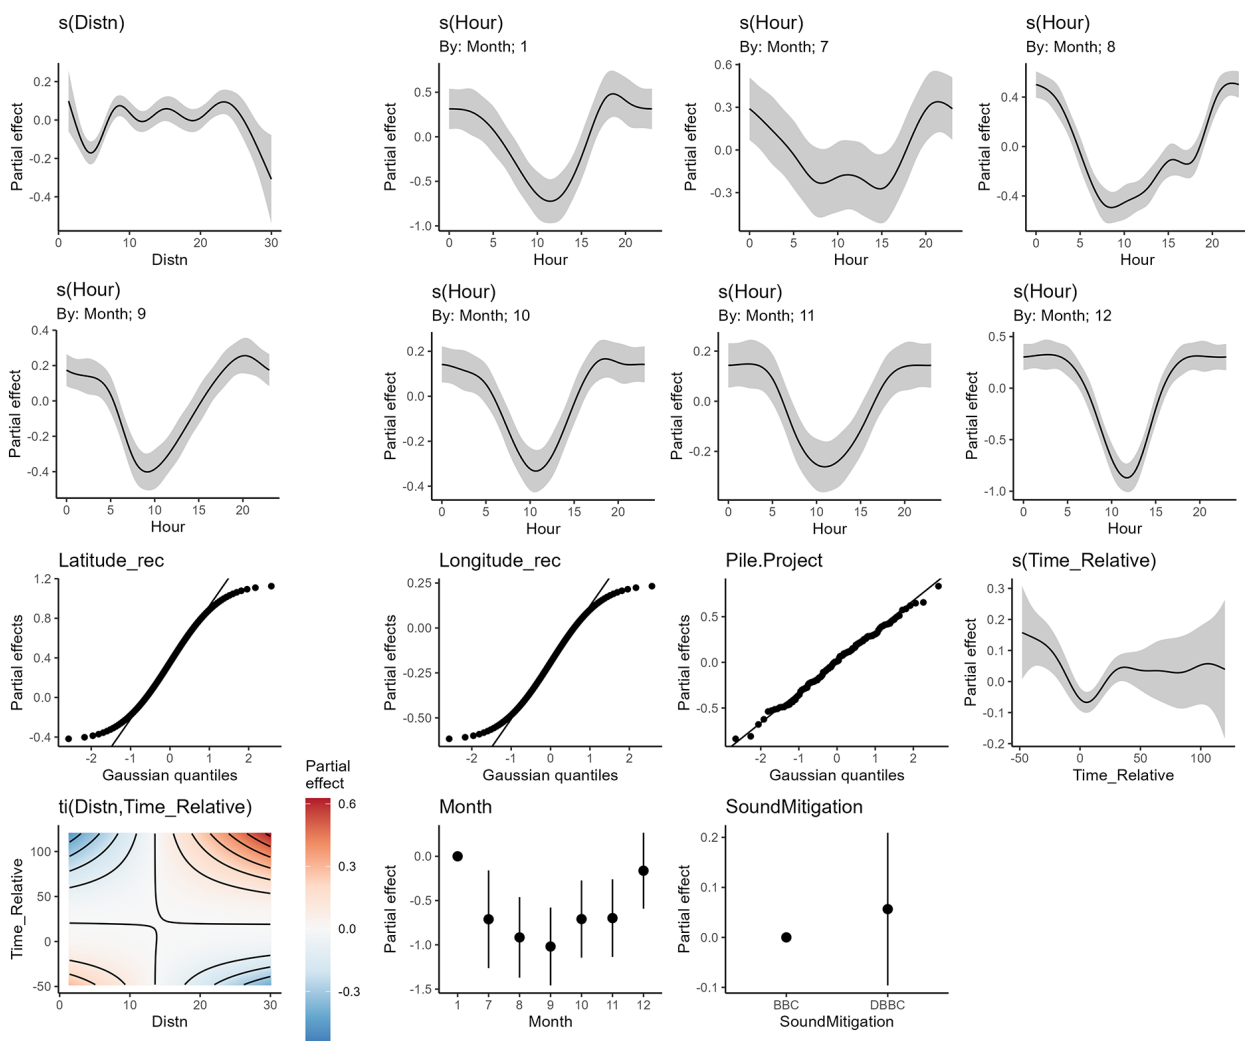 s(Distn)
Partial effect
0.2
0.0
-0.2
-0.4
0
10
20
30
Distn
s(Hour)
By: Month; 1
Partial effect
0.5
0.0
-0.5
-1.0
0
5
10
15
20
Hour
s(Hour)
By: Month; 7
Partial effect
0.6
0.3
0.0
-0.3
0
5
10
15
20
Hour
s(Hour)
By: Month; 8
Partial effect
0.4
0.0
-0.4
0
5
10
15
20
Hour
s(Hour)
By: Month; 9
Partial effect
0.4
0.2
0.0
-0.2
-0.4
0
5
10
15
20
Hour
s(Hour)
By: Month; 10
Partial effect
0.2
0.0
-0.2
-0.4
0
5
10
15
20
Hour
s(Hour)
By: Month; 11
Partial effect
0.2
0.0
-0.2
0
5
10
15
20
Hour
s(Hour)
By: Month; 12
Partial effect
0.5
0.0
-0.5
-1.0
0
5
10
15
20
Hour
Latitude_rec
Partial effects
1.2
0.8
0.4
0.0
-0.4
-2
-1
0
1
2
Gaussian quantiles
Longitude_rec
Partial effects
0.25
0.00
-0.25
-0.50
-2
-1
0
1
2
Gaussian quantiles
Pile.Project
Partial effects
0.5
0.0
-0.5
-2
-1
0
1
2
Gaussian quantiles
s(Time_Relative)
Partial effect
0.3
0.2
0.1
0.0
-0.1
-0.2
-50
0
50
100
Time_Relative
ti(Distn,Time_Relative)
Time_Relative
100
50
0
-50
0
10
20
30
Distn
Partial
effect
0.6
0.3
0.0
-0.3
Month
Partial effect
0.0
-0.5
-1.0
-1.5
1
7
8
9
10
11
12
Month
SoundMitigation
Partial effect
0.2
0.1
0.0
-0.1
BBC
DBBC
SoundMitigation